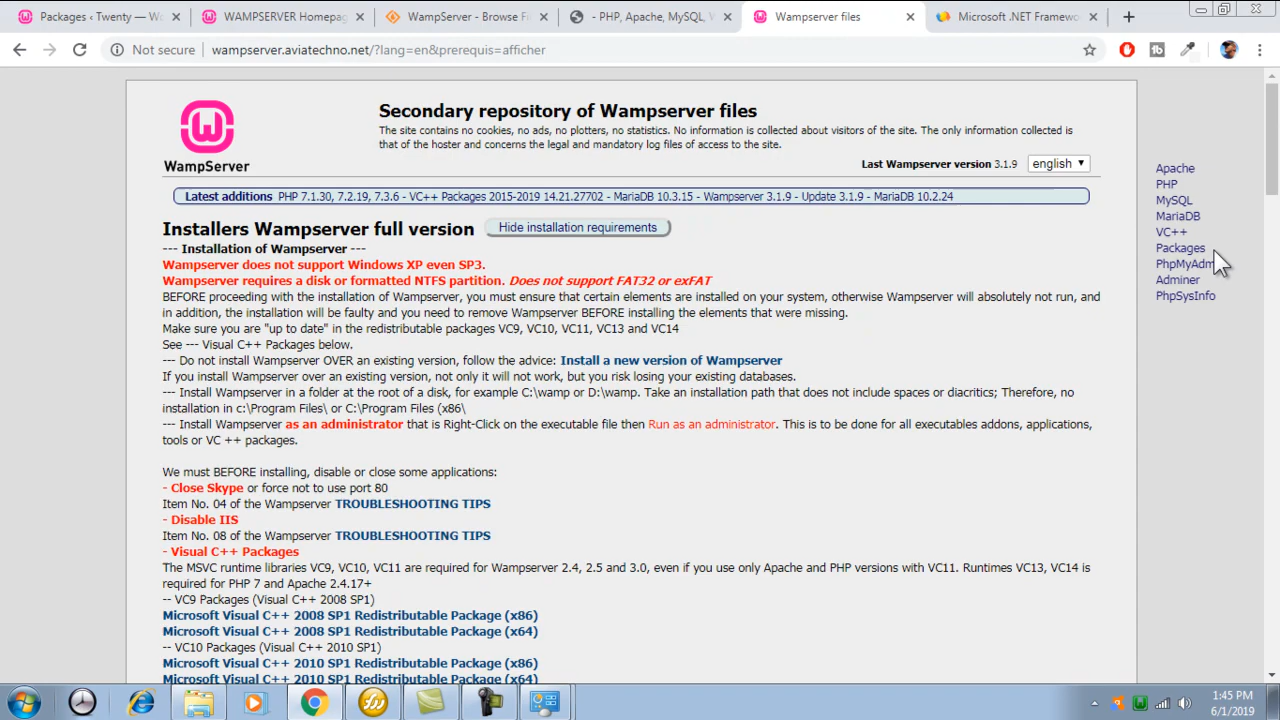 Packages ‹ Twenty — Wo
WAMPSERVER Homepag
WampServer - Browse Fi
- PHP, Apache, MySQL, W
Wampserver files
Microsoft .NET Framewo
Not secure
wampserver.aviatechno.net/?lang=en&prerequis=afficher
WampServer
Secondary repository of Wampserver files
The site contains no cookies, no ads, no plotters, no statistics. No information is collected about visitors of the site. The only information collected is
that of the hoster and concerns the legal and mandatory log files of access to the site.
Last Wampserver version 3.1.9
english
Latest additions PHP 7.1.30, 7.2.19, 7.3.6 - VC++ Packages 2015-2019 14.21.27702 - MariaDB 10.3.15 - Wampserver 3.1.9 - Update 3.1.9 - MariaDB 10.2.24
Apache
PHP
MySQL
MariaDB
VC++
Packages
PhpMyAdm
Adminer
PhpSysInfo
Installers Wampserver full version
Hide installation requirements
--- Installation of Wampserver ---
Wampserver does not support Windows XP even SP3.
Wampserver requires a disk or formatted NTFS partition. Does not support FAT32 or exFAT
BEFORE proceeding with the installation of Wampserver, you must ensure that certain elements are installed on your system, otherwise Wampserver will absolutely not run, and
in addition, the installation will be faulty and you need to remove Wampserver BEFORE installing the elements that were missing.
Make sure you are "up to date" in the redistributable packages VC9, VC10, VC11, VC13 and VC14
See --- Visual C++ Packages below.
--- Do not install Wampserver OVER an existing version, follow the advice: Install a new version of Wampserver
If you install Wampserver over an existing version, not only it will not work, but you risk losing your existing databases.
--- Install Wampserver in a folder at the root of a disk, for example C:\wamp or D:\wamp. Take an installation path that does not include spaces or diacritics; Therefore, no
installation in c:\Program Files\ or C:\Program Files (x86\
--- Install Wampserver as an administrator that is Right-Click on the executable file then Run as an administrator. This is to be done for all executables addons, applications,
tools or VC ++ packages.
We must BEFORE installing, disable or close some applications:
- Close Skype or force not to use port 80
Item No. 04 of the Wampserver TROUBLESHOOTING TIPS
- Disable IIS
Item No. 08 of the Wampserver TROUBLESHOOTING TIPS
- Visual C++ Packages
The MSVC runtime libraries VC9, VC10, VC11 are required for Wampserver 2.4, 2.5 and 3.0, even if you use only Apache and PHP versions with VC11. Runtimes VC13, VC14 is
required for PHP 7 and Apache 2.4.17+
-- VC9 Packages (Visual C++ 2008 SP1)
Microsoft Visual C++ 2008 SP1 Redistributable Package (x86)
Microsoft Visual C++ 2008 SP1 Redistributable Package (x64)
-- VC10 Packages (Visual C++ 2010 SP1)
Microsoft Visual C++ 2010 SP1 Redistributable Package (x86)
Microsoft Visual C++ 2010 SP1 Redistributable Package (x64)
1:45 PM
6/1/2019